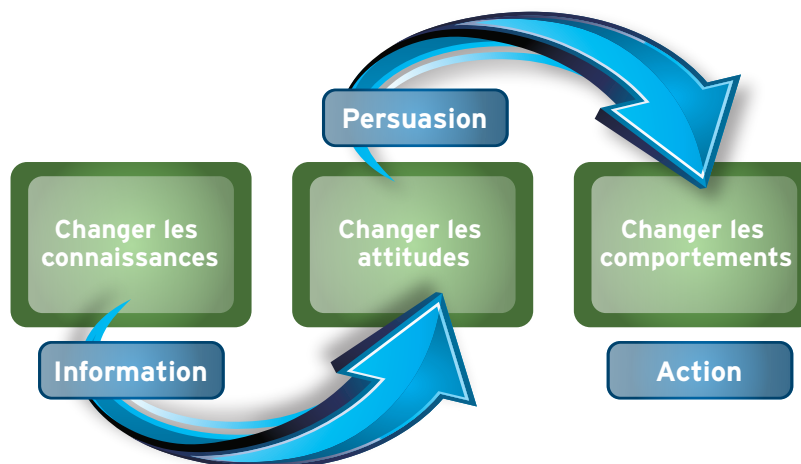 Persuasion
Changer les
connaissances
Changer les
attitudes
Changer les
comportements
Information
Action